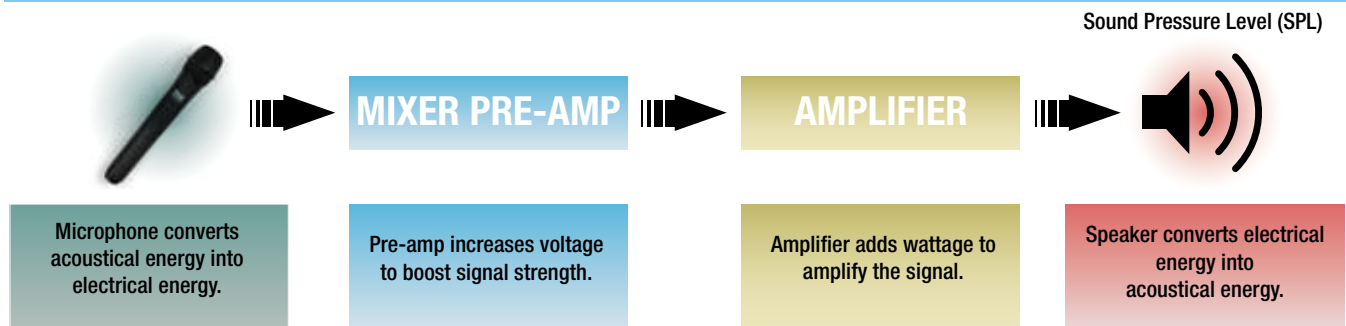 Sound Pressure Level (SPL)
MIXER PRE-AMP
AMPLIFIER
Microphone converts
acoustical energy into
electrical energy.
Pre-amp increases voltage
to boost signal strength.
Amplifier adds wattage to
amplify the signal.
Speaker converts electrical
energy into
acoustical energy.